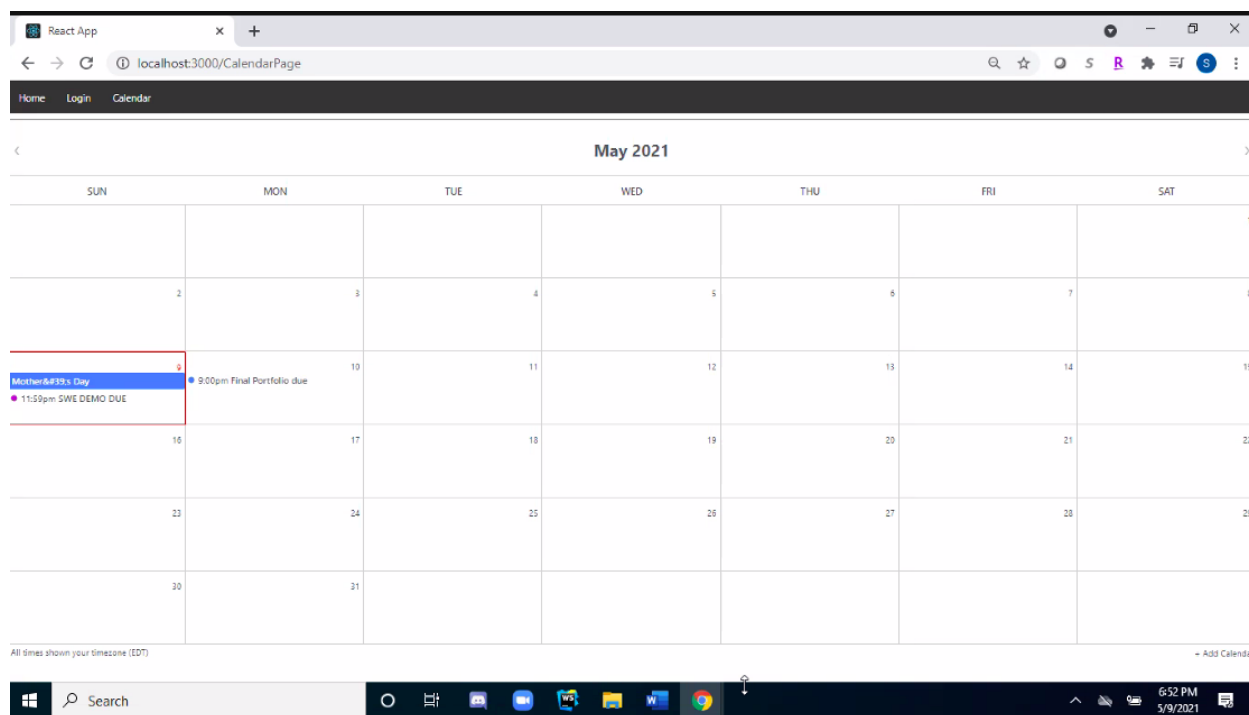 React App
localhost:3000/CalendarPage
S R S
Home Login Calendar
May 2021
SUN MON TUE WED THU FRI SAT
2 3 4 5 6 7
9 10 11 12 13 14 15
Mother&#39;s Day
9:00pm Final Portfolio due
11:59pm SWE DEMO DUE
16 17 18 19 20 21
23 24 25 26 27 28
30 31
All times shown your timezone (EDT)
+ Add Calenda
WS
W
6:52 PM
Search
5/9/2021